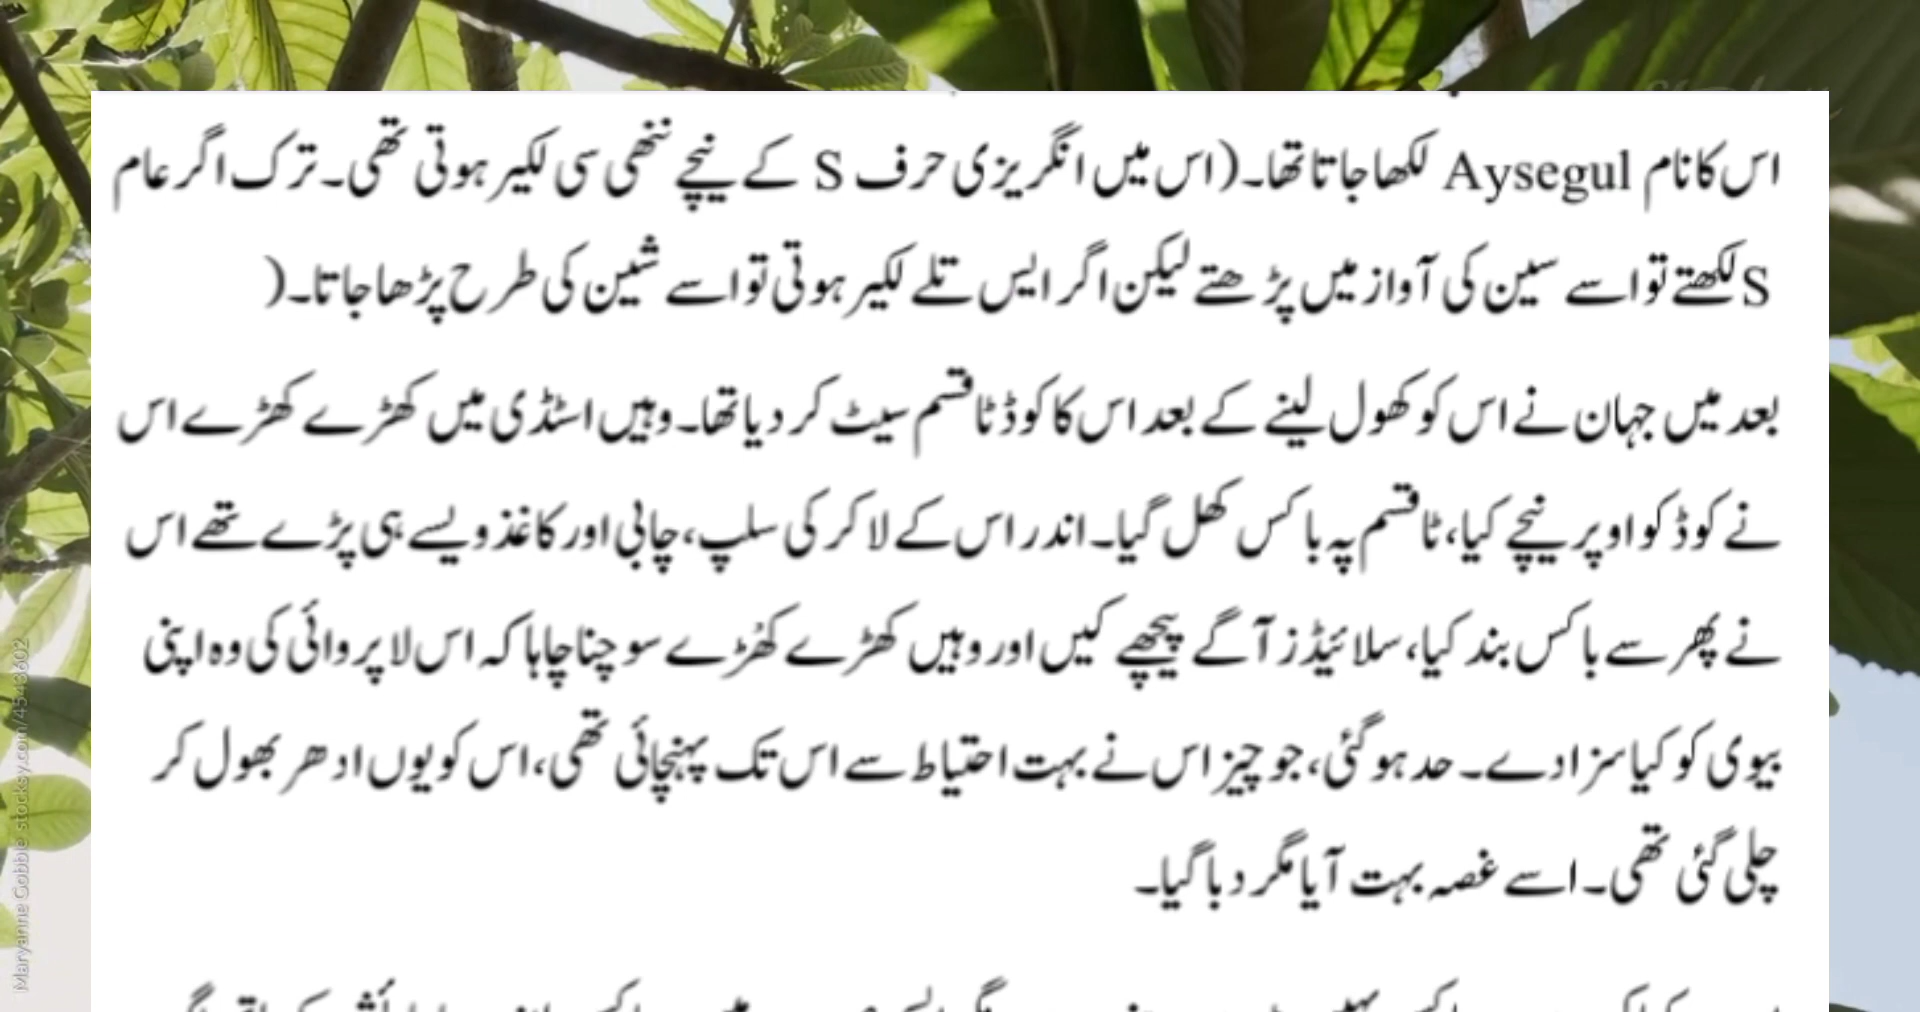 اس کا نام Aysegul لکھا جاتا تھا۔(اس میں انگریزی حرف S کے نیچے ننھی سی لکیر ہوتی تھی۔ترک اگر عام
S لکھتے تو اسے سین کی آواز میں پڑھتے لیکن اگر ایس تلے لکیر ہوتی تو اسے شین کی طرح پڑھا جاتا۔(
بعد میں جہان نے اس کو کھول لینے کے بعد اس کا کوڈ ٹاقسم سیٹ کر دیا تھا۔وہیں اسٹڈی میں کھڑے کھڑے اس
نے کوڈ کو اوپر نیچے کیا، ٹاقسم پہ باکس کھل گیا۔اندر اس کے لاکر کی سلپ، چابی اور کاغذ ویسے ہی پڑے تھے اس
نے پھر سے باکس بند کیا، سلائیڈز آگے پیچھے کیں اور وہیں کھڑے کھڑے سوچنا چاہا کہ اس لاپروائی کی وہ اپنی
بیوی کو کیا سزا دے۔ حد ہو گئی، جو چیز اس نے بہت احتیاط سے اس تک پہنچائی تھی، اس کو یوں ادھر بھول کر
چلی گئی تھی۔اسے غصہ بہت آیا مگر دبا گیا۔
Maryanne Gobble stocksy.com/4543602